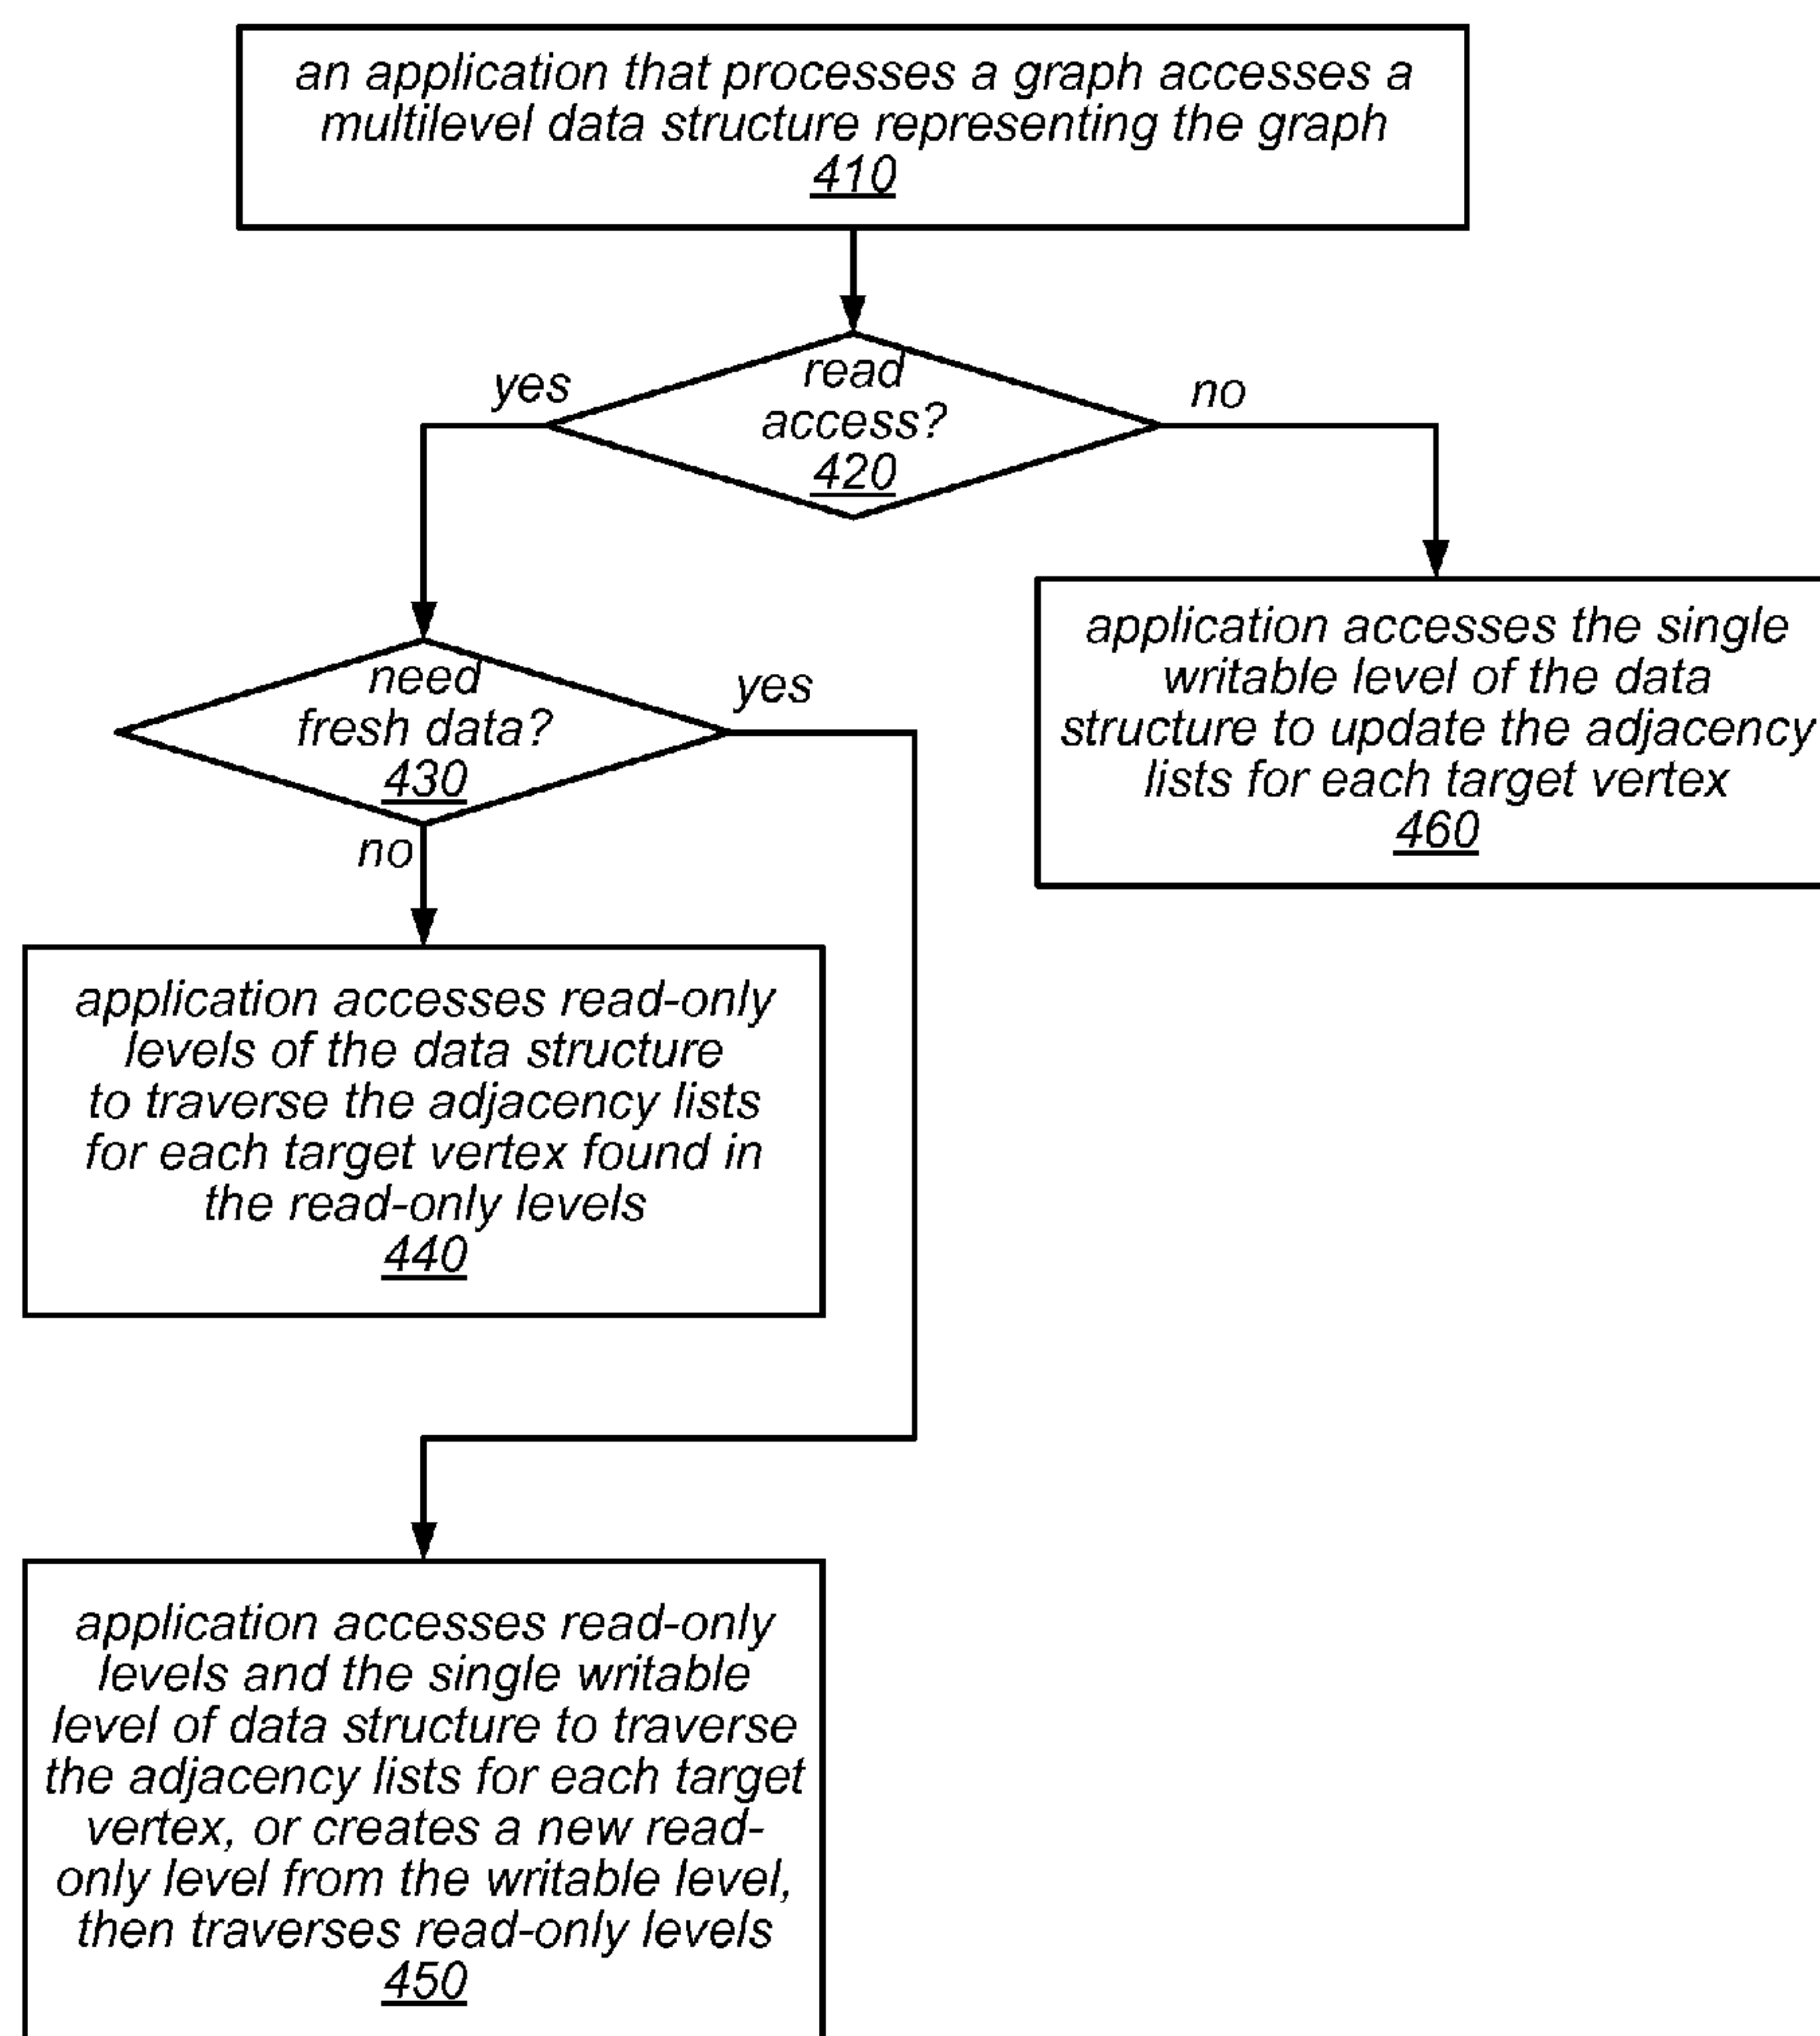 an application that processes a graph accesses a
multilevel data structure representing the graph
410
read
access?
420
yes
no
need
fresh data?
430
yes
no
application accesses the single
writable level of the data
structure to update the adjacency
lists for each target vertex
460
application accesses read-only
levels of the data structure
to traverse the adjacency lists
for each target vertex found in
the read-only levels
440
application accesses read-only
levels and the single writable
level of data structure to traverse
the adjacency lists for each target
vertex, or creates a new read-
only level from the writable level,
then traverses read-only levels
450